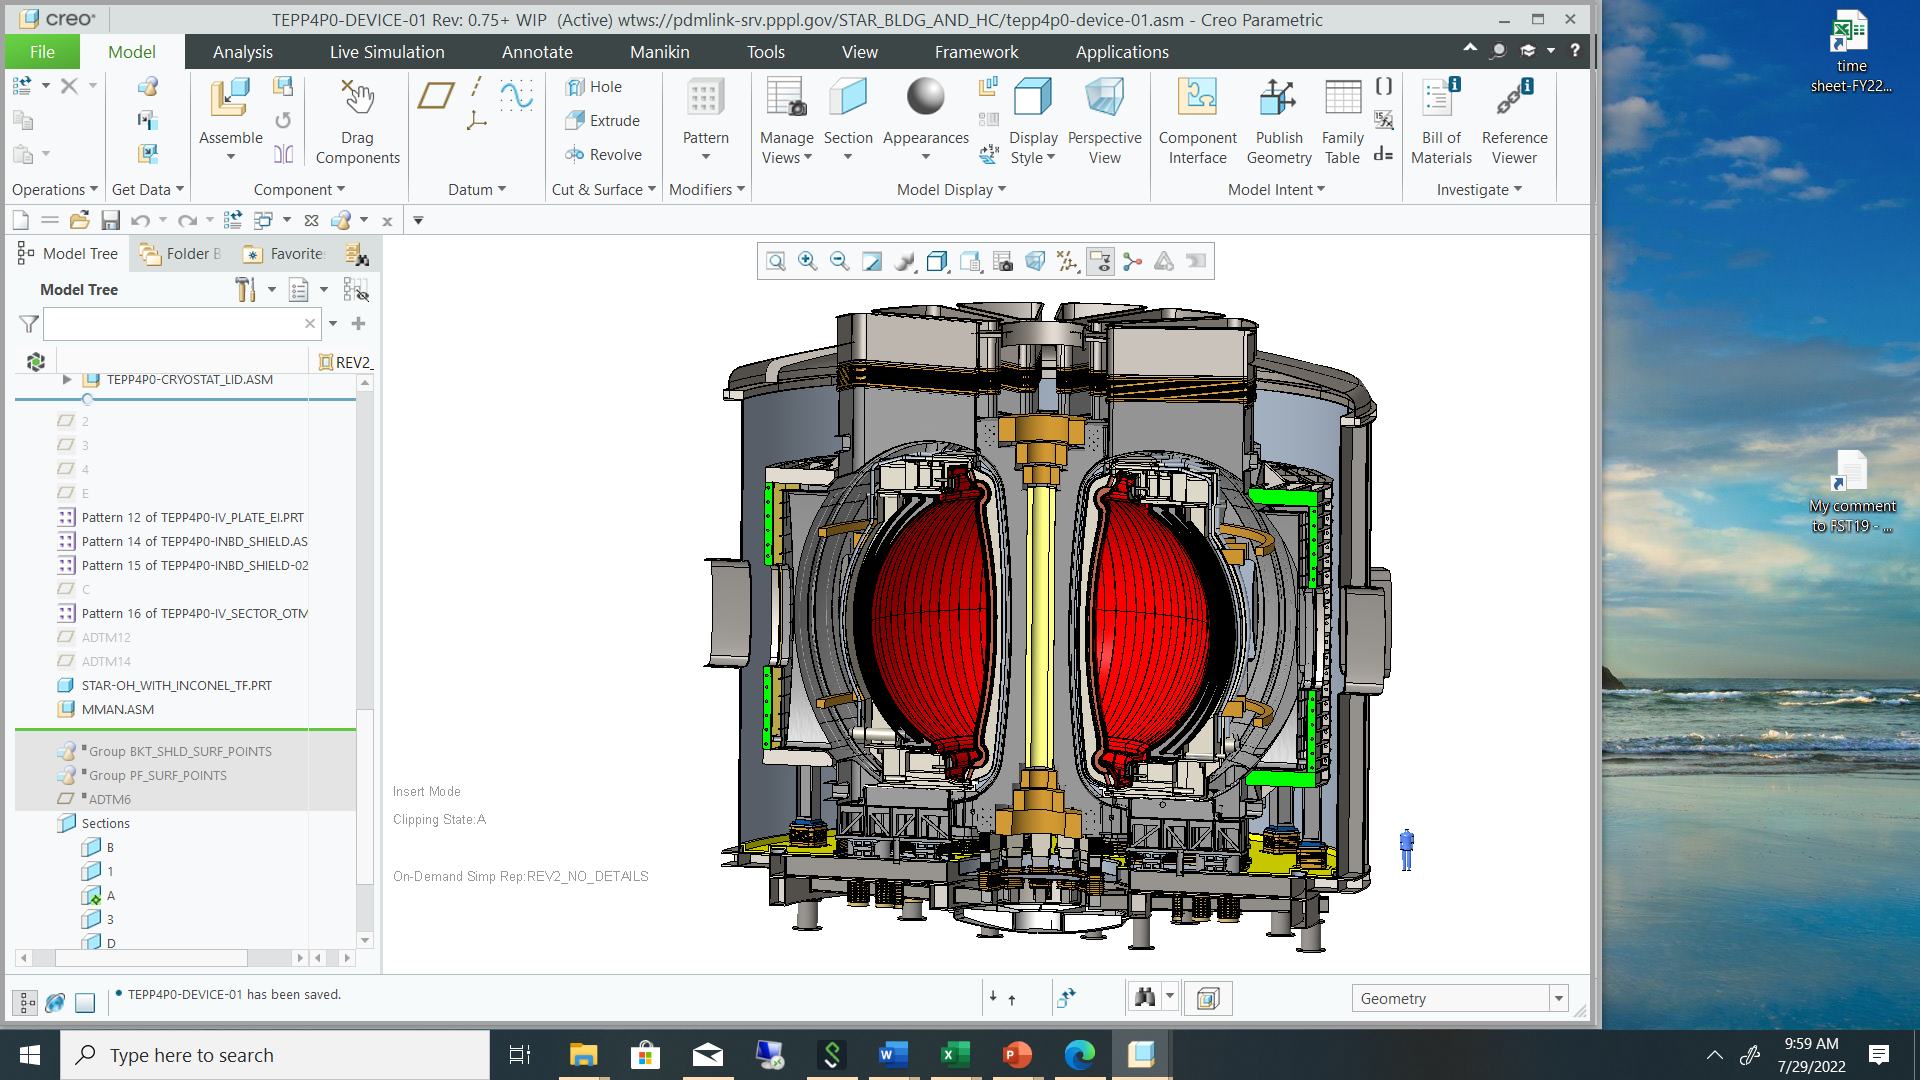 creo
TEPP4P0-DEVICE-01 Rev: 0.75+ WIP (Active) wtws://pdmlink-srv.pppl.gov/STAR_BLDG_AND_HC/tepp4p0-device-01.asm - Creo Parametric
File Model Analysis Live Simulation Annotate Manikin Tools View Framework Applications
Assemble
Drag Components
Hole
Extrude
Revolve
Pattern
Manage Views
Section
Appearances
Display Style
Perspective View
Component Interface
Publish Geometry
Family Table
Bill of Materials
Reference Viewer
Operations Get Data Component Datum Cut & Surface Modifiers Model Display Model Intent Investigate
Model Tree Folder B Favorite
Model Tree
REV2_
TEPP4P0-CRYOSTAT_LID.ASM
2
3
4
E
Pattern 12 of TEPP4P0-IV_PLATE_EI.PRT
Pattern 14 of TEPP4P0-INBD_SHIELD.AS
Pattern 15 of TEPP4P0-INBD_SHIELD-02
C
Pattern 16 of TEPP4P0-IV_SECTOR_OTM
ADTM12
ADTM14
STAR-OH_WITH_INCONEL_TF.PRT
MMAN.ASM
Group BKT_SHLD_SURF_POINTS
Group PF_SURF_POINTS
ADTM6
Sections
B
1
A
3
D
Insert Mode
Clipping State:A
On-Demand Simp Rep:REV2_NO_DETAILS
TEPP4P0-DEVICE-01 has been saved.
Geometry
time
sheet-FY22...
My comment
to FST19 - ...
Type here to search
9:59 AM
7/29/2022